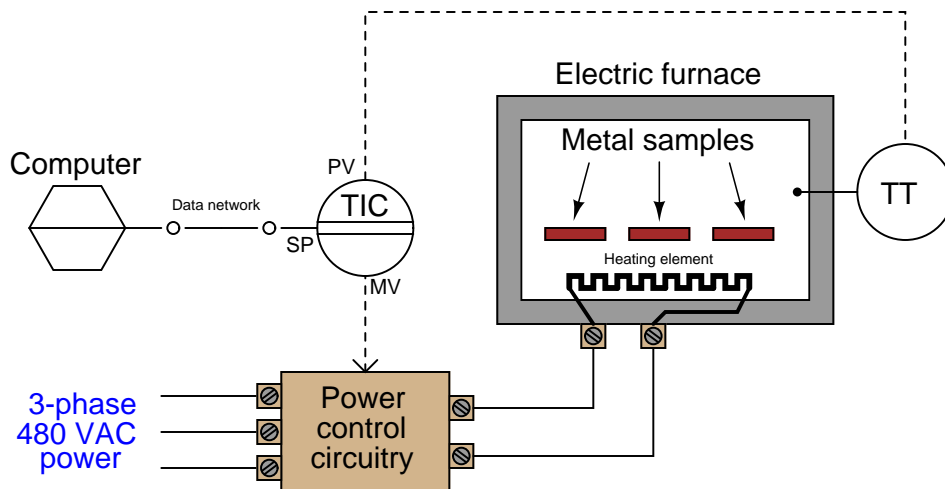 Electric furnace
Metal samples
Computer
PV
TIC
TT
Data network
SP
Heating element
MV
3-phase
480 VAC
power
Power
control
circuitry